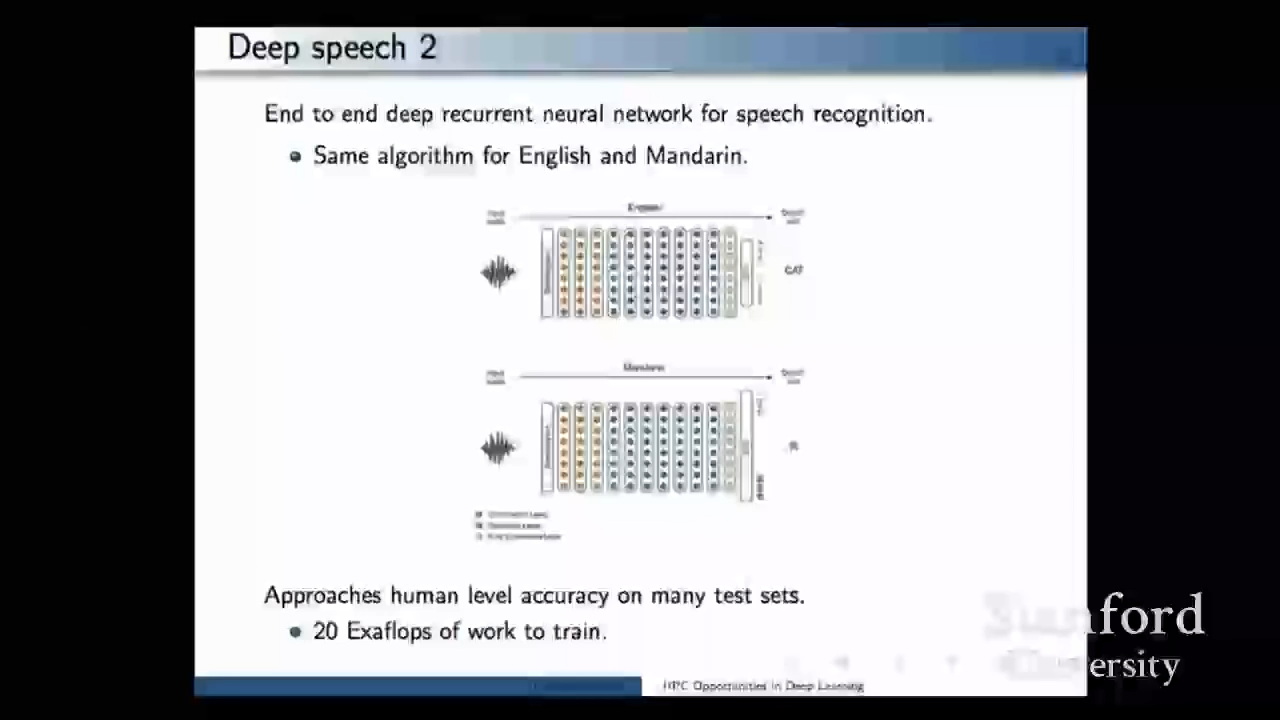 Deep speech 2
End to end deep recurrent neural network for speech recognition.
Same algorithm for English and Mandarin.
English
CAT
Mandarin
Approaches human level accuracy on many test sets.
20 Exaflops of work to train.
Stanford
University
HPC Opportunities in Deep Learning